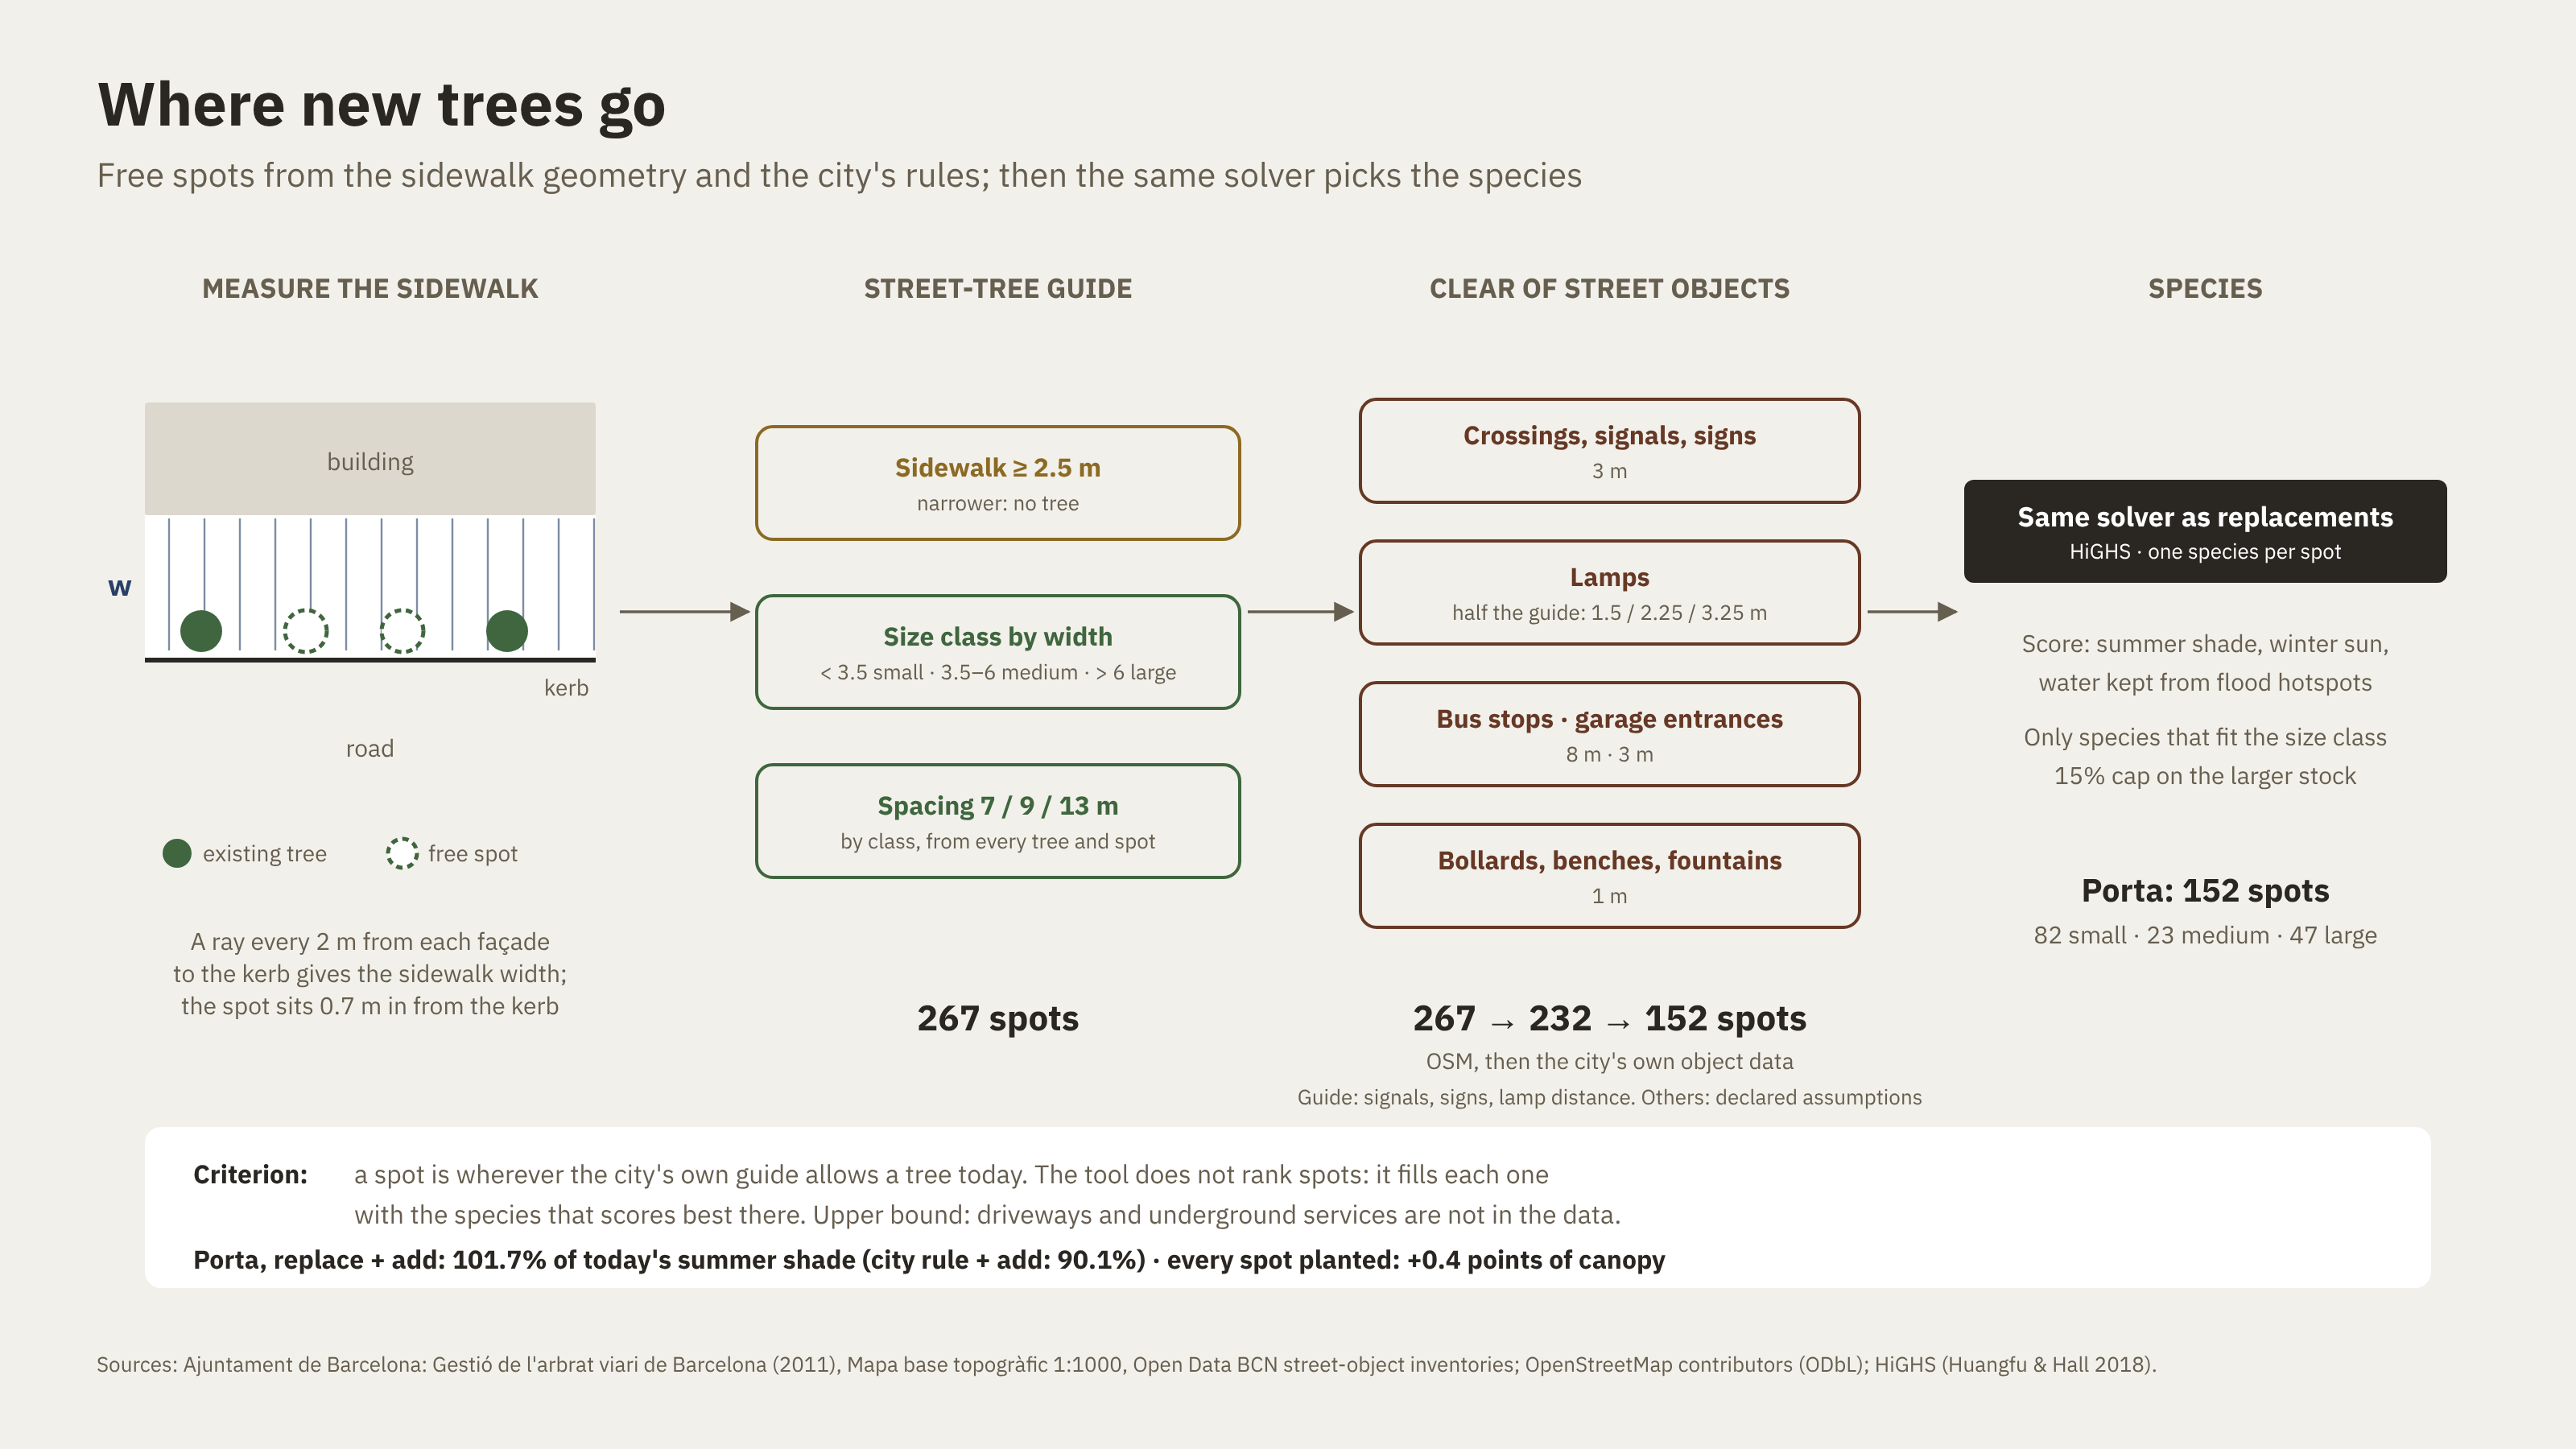 Where new trees go
Free spots from the sidewalk geometry and the city's rules; then the same solver picks the species
MEASURE THE SIDEWALK
building
w
kerb
road
existing tree
free spot
A ray every 2 m from each façade
to the kerb gives the sidewalk width;
the spot sits 0.7 m in from the kerb
STREET-TREE GUIDE
Sidewalk ≥ 2.5 m
narrower: no tree
Size class by width
< 3.5 small · 3.5–6 medium · > 6 large
Spacing 7 / 9 / 13 m
by class, from every tree and spot
267 spots
CLEAR OF STREET OBJECTS
Crossings, signals, signs
3 m
Lamps
half the guide: 1.5 / 2.25 / 3.25 m
Bus stops · garage entrances
8 m · 3 m
Bollards, benches, fountains
1 m
267 → 232 → 152 spots
OSM, then the city's own object data
Guide: signals, signs, lamp distance. Others: declared assumptions
SPECIES
Same solver as replacements
HiGHS · one species per spot
Score: summer shade, winter sun,
water kept from flood hotspots
Only species that fit the size class
15% cap on the larger stock
Porta: 152 spots
82 small · 23 medium · 47 large
Criterion: a spot is wherever the city's own guide allows a tree today. The tool does not rank spots: it fills each one
with the species that scores best there. Upper bound: driveways and underground services are not in the data.
Porta, replace + add: 101.7% of today's summer shade (city rule + add: 90.1%) · every spot planted: +0.4 points of canopy
Sources: Ajuntament de Barcelona: Gestió de l'arbrat viari de Barcelona (2011), Mapa base topogràfic 1:1000, Open Data BCN street-object inventories; OpenStreetMap contributors (ODbL); HiGHS (Huangfu & Hall 2018).